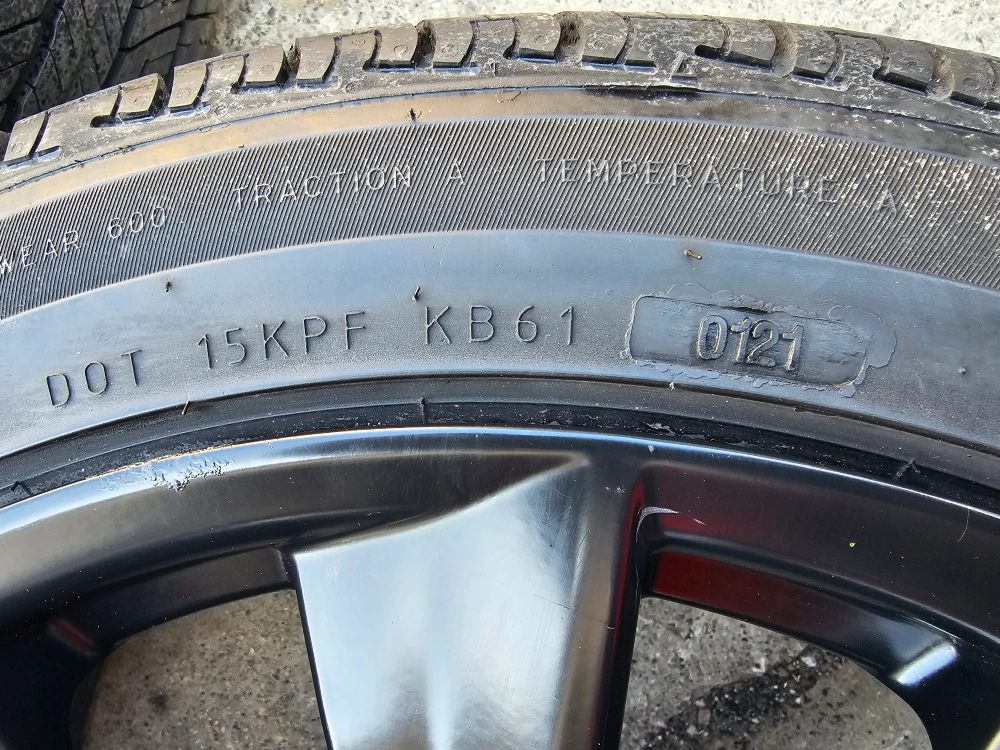 WEAR 600 TRACTION A TEMPERATURE A
DOT 15KPF KB61 0121